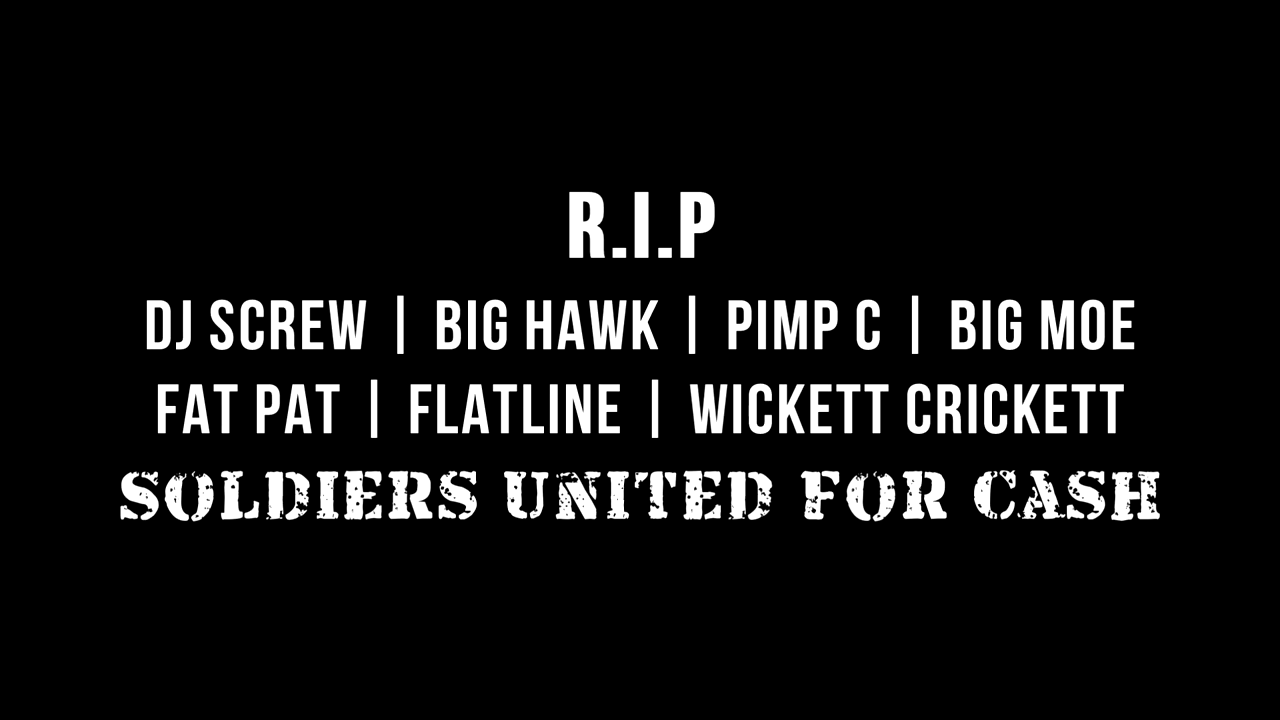 R.I.P
DJ SCREW | BIG HAWK | PIMP C | BIG MOE
FAT PAT | FLATLINE | WICKETT CRICKETT
SOLDIERS UNITED FOR CASH